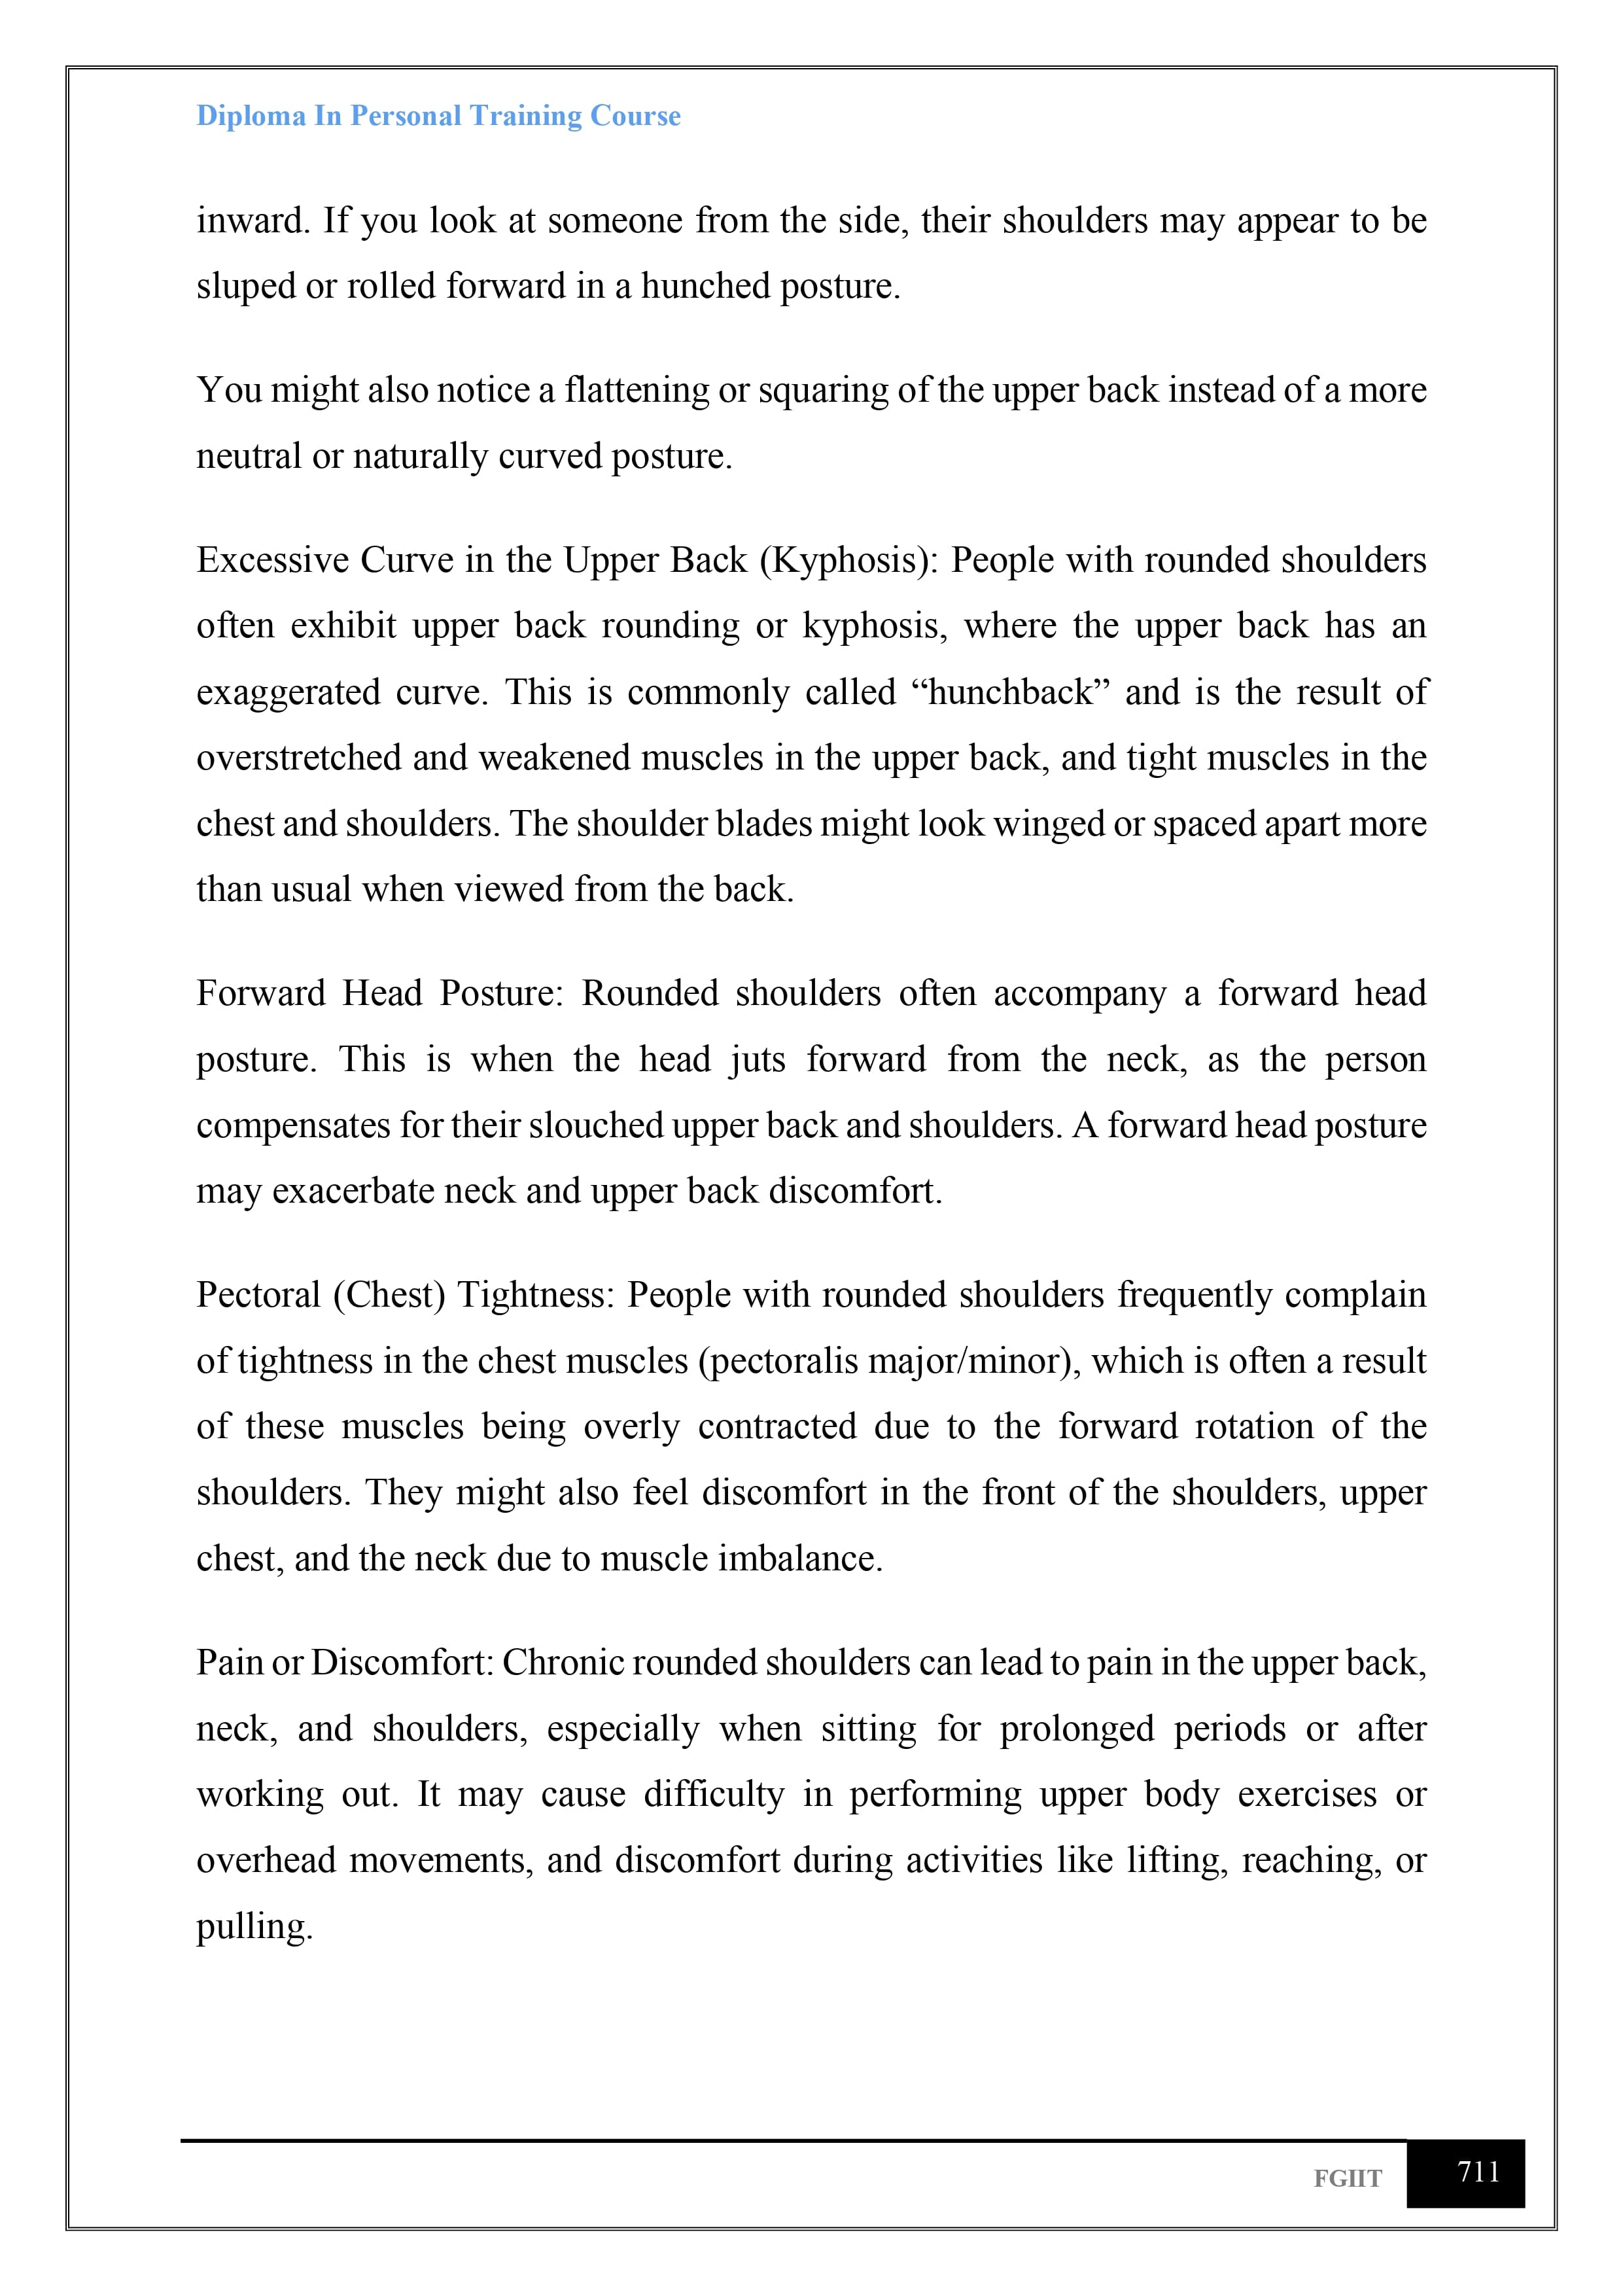 Diploma In Personal Training Course
inward. If you look at someone from the side, their shoulders may appear to be
sluped or rolled forward in a hunched posture.
You might also notice a flattening or squaring of the upper back instead of a more
neutral or naturally curved posture.
Excessive Curve in the Upper Back (Kyphosis): People with rounded shoulders
often exhibit upper back rounding or kyphosis, where the upper back has an
exaggerated curve. This is commonly called “hunchback” and is the result of
overstretched and weakened muscles in the upper back, and tight muscles in the
chest and shoulders. The shoulder blades might look winged or spaced apart more
than usual when viewed from the back.
Forward Head Posture: Rounded shoulders often accompany a forward head
posture. This is when the head juts forward from the neck, as the person
compensates for their slouched upper back and shoulders. A forward head posture
may exacerbate neck and upper back discomfort.
Pectoral (Chest) Tightness: People with rounded shoulders frequently complain
of tightness in the chest muscles (pectoralis major/minor), which is often a result
of these muscles being overly contracted due to the forward rotation of the
shoulders. They might also feel discomfort in the front of the shoulders, upper
chest, and the neck due to muscle imbalance.
Pain or Discomfort: Chronic rounded shoulders can lead to pain in the upper back,
neck, and shoulders, especially when sitting for prolonged periods or after
working out. It may cause difficulty in performing upper body exercises or
overhead movements, and discomfort during activities like lifting, reaching, or
pulling.
FGIIT 711